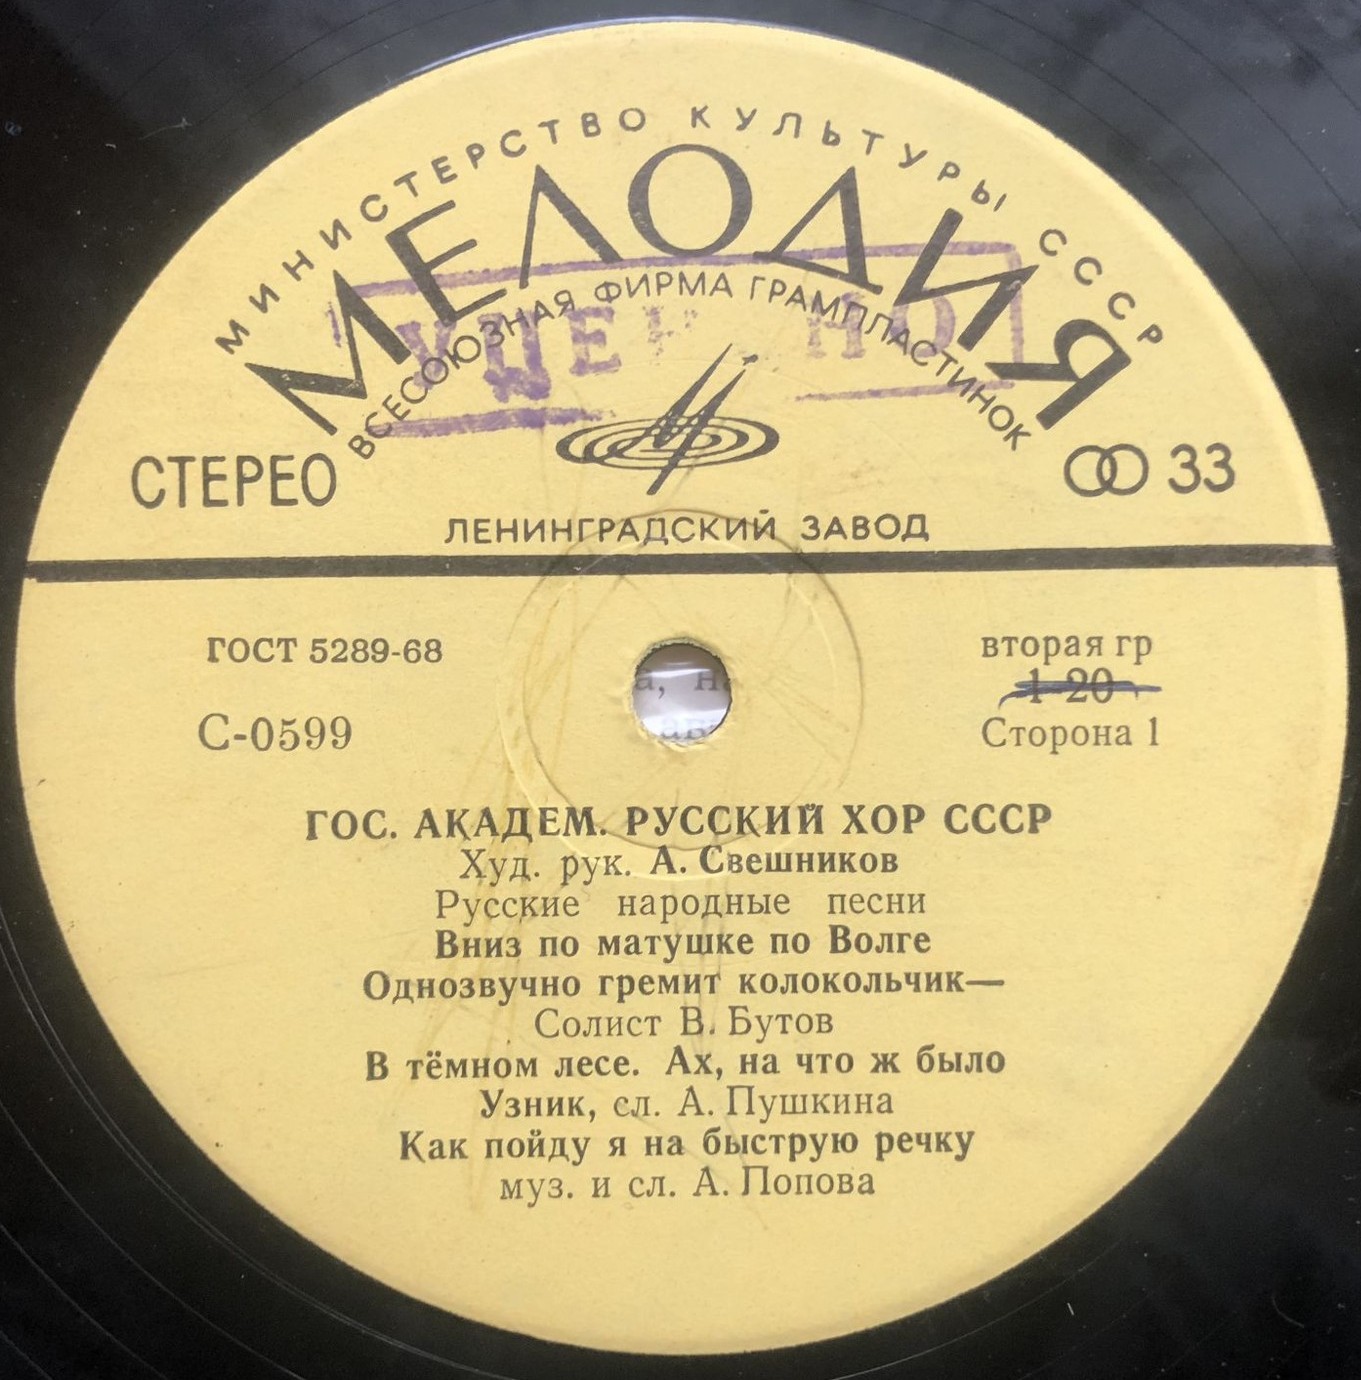 МИНИСТЕРСТВО КУЛЬТУРЫ СССР
МЕЛОДИЯ
ВСЕСОЮЗНАЯ ФИРМА ГРАМПЛАСТИНОК
УЦЕНЕНО
СТЕРЕО
33
ЛЕНИНГРАДСКИЙ ЗАВОД
ГОСТ 5289-68
вторая гр
1-20
С-0599
Сторона 1
ГОС. АКАДЕМ. РУССКИЙ ХОР СССР
Худ. рук. А. Свешников
Русские народные песни
Вниз по матушке по Волге
Однозвучно гремит колокольчик—
Солист В. Бутов
В тёмном лесе. Ах, на что ж было
Узник, сл. А. Пушкина
Как пойду я на быструю речку
муз. и сл. А. Попова